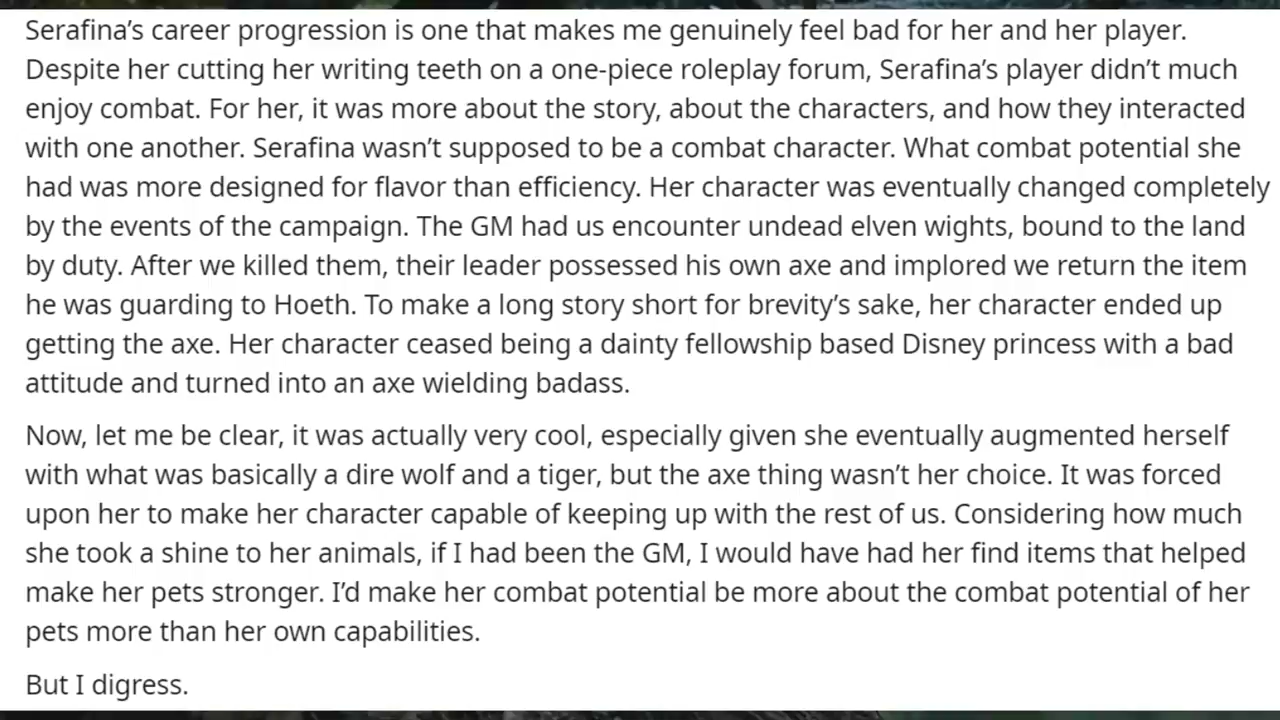 Serafina’s career progression is one that makes me genuinely feel bad for her and her player.
Despite her cutting her writing teeth on a one-piece roleplay forum, Serafina’s player didn’t much
enjoy combat. For her, it was more about the story, about the characters, and how they interacted
with one another. Serafina wasn’t supposed to be a combat character. What combat potential she
had was more designed for flavor than efficiency. Her character was eventually changed completely
by the events of the campaign. The GM had us encounter undead elven wights, bound to the land
by duty. After we killed them, their leader possessed his own axe and implored we return the item
he was guarding to Hoeth. To make a long story short for brevity’s sake, her character ended up
getting the axe. Her character ceased being a dainty fellowship based Disney princess with a bad
attitude and turned into an axe wielding badass.
Now, let me be clear, it was actually very cool, especially given she eventually augmented herself
with what was basically a dire wolf and a tiger, but the axe thing wasn’t her choice. It was forced
upon her to make her character capable of keeping up with the rest of us. Considering how much
she took a shine to her animals, if I had been the GM, I would have had her find items that helped
make her pets stronger. I’d make her combat potential be more about the combat potential of her
pets more than her own capabilities.
But I digress.